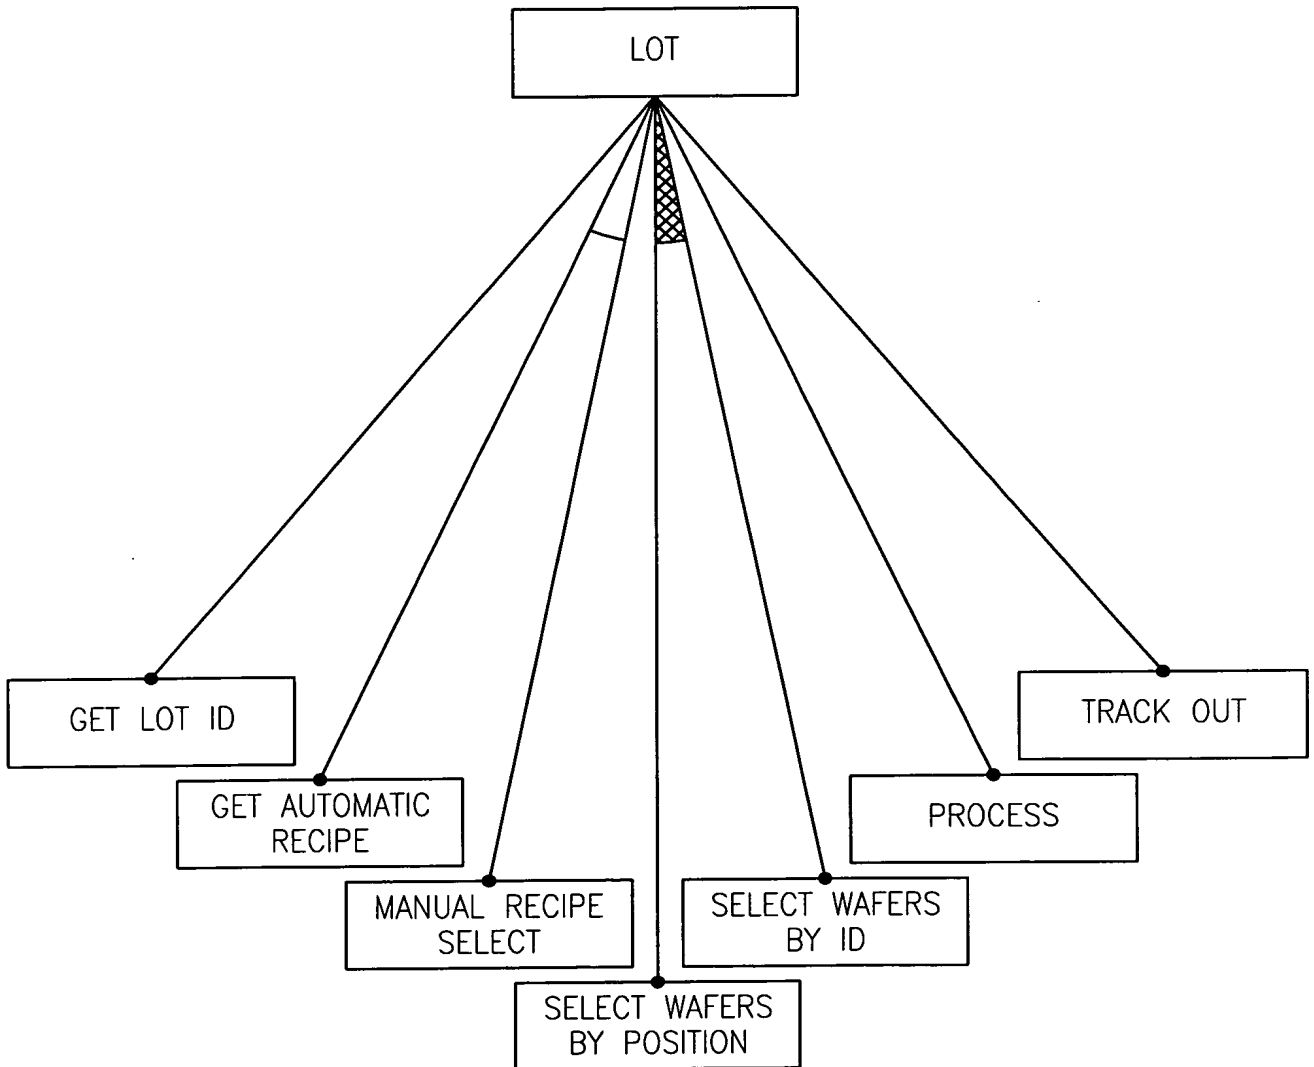 LOT
GET LOT ID
GET AUTOMATIC
RECIPE
MANUAL RECIPE
SELECT
SELECT WAFERS
BY POSITION
SELECT WAFERS
BY ID
PROCESS
TRACK OUT